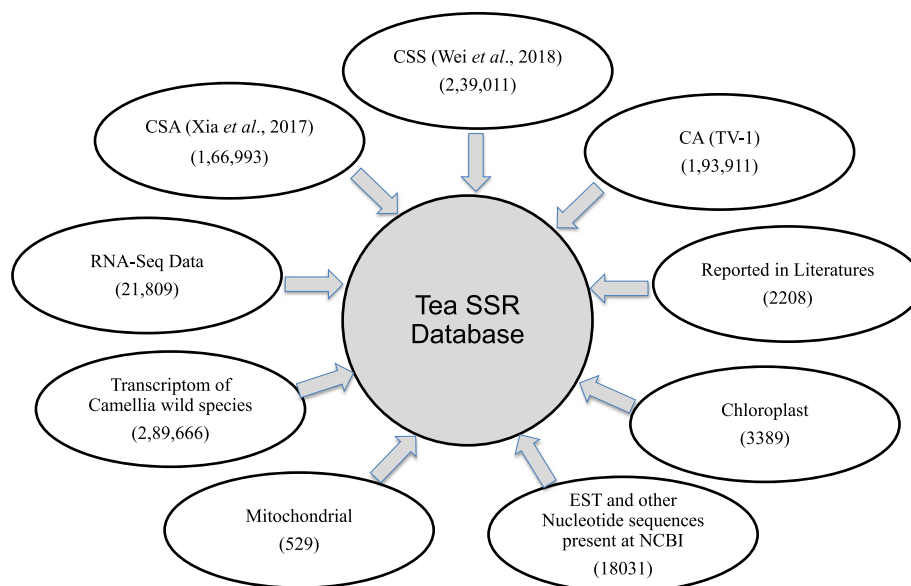 CSS (Wei et al., 2018)
(2,39,011)
CSA (Xia et al., 2017)
(1,66,993)
CA (TV-1)
(1,93,911)
RNA-Seq Data
(21,809)
Tea SSR
Database
Reported in Literatures
(2208)
Transcriptom of
Camellia wild species
(2,89,666)
Chloroplast
(3389)
Mitochondrial
(529)
EST and other
Nucleotide sequences
present at NCBI
(18031)